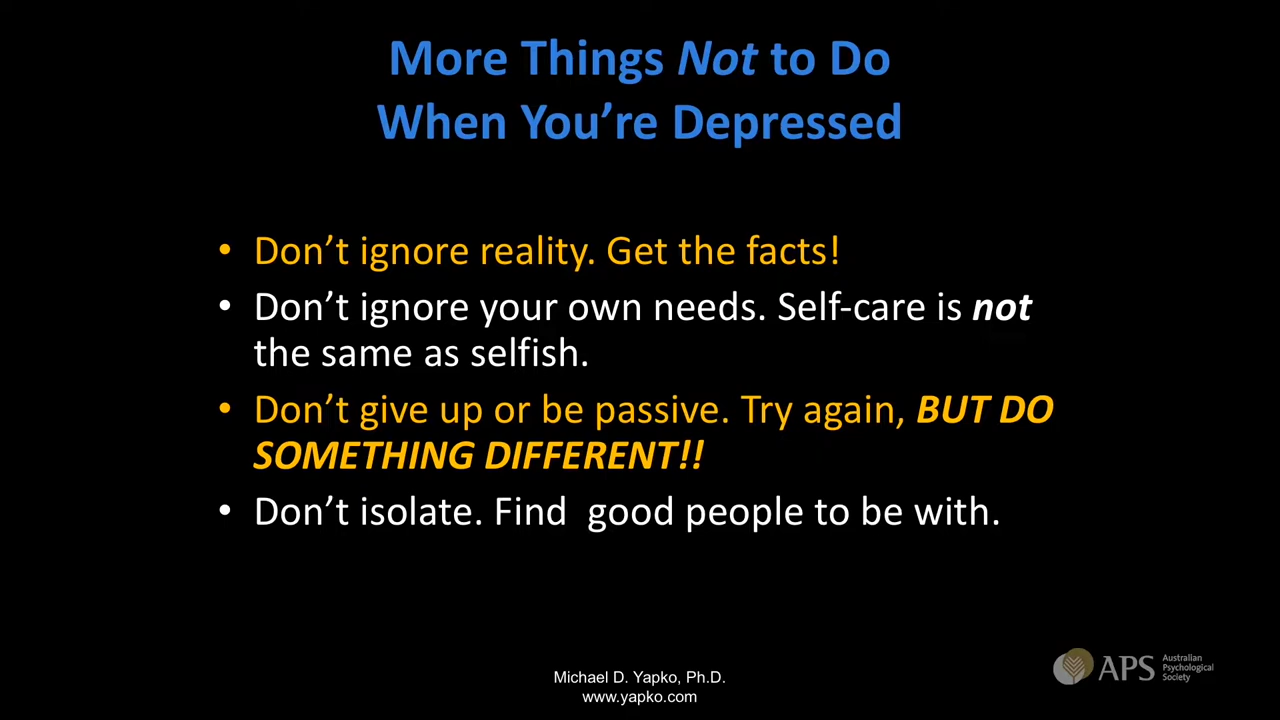 More Things Not to Do
When You’re Depressed
• Don’t ignore reality. Get the facts!
• Don’t ignore your own needs. Self-care is not
the same as selfish.
• Don’t give up or be passive. Try again, BUT DO
SOMETHING DIFFERENT!!
• Don’t isolate. Find  good people to be with.
Michael D. Yapko, Ph.D.
www.yapko.com
APS
Australian
Psychological
Society